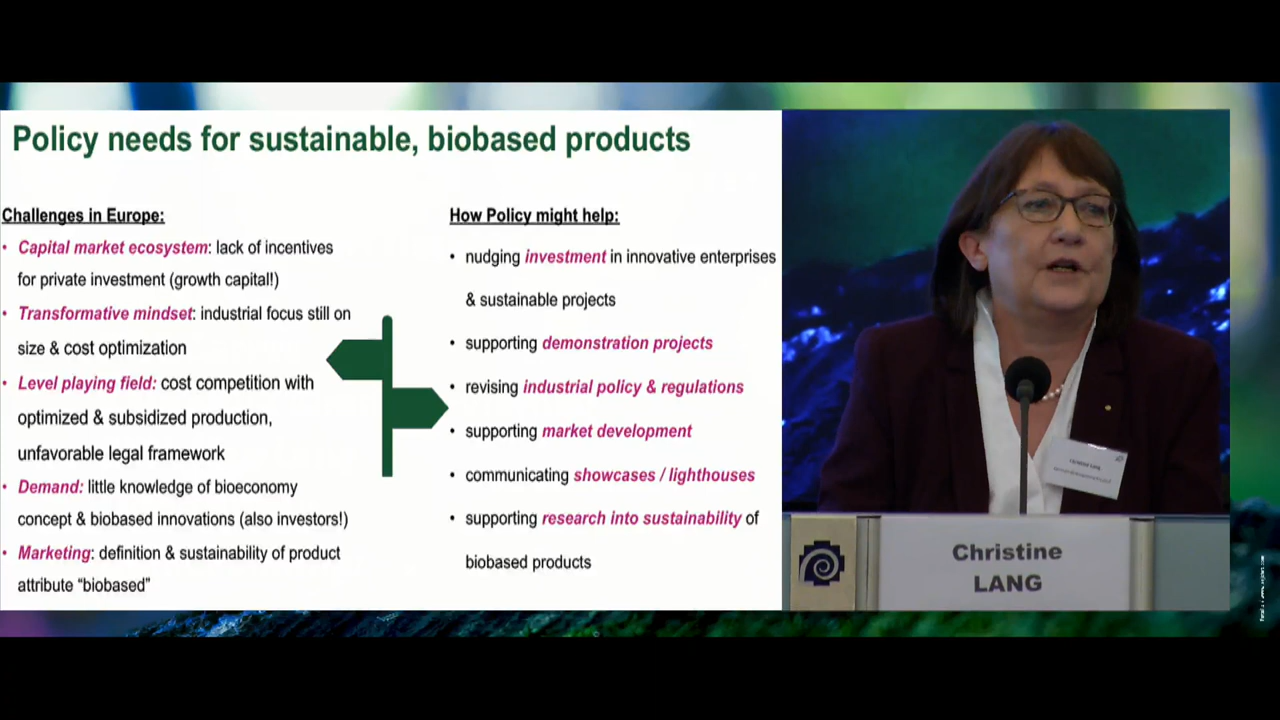 Policy needs for sustainable, biobased products
Challenges in Europe:
• Capital market ecosystem: lack of incentives
for private investment (growth capital!)
• Transformative mindset: industrial focus still on
size & cost optimization
• Level playing field: cost competition with
optimized & subsidized production,
unfavorable legal framework
• Demand: little knowledge of bioeconomy
concept & biobased innovations (also investors!)
• Marketing: definition & sustainability of product
attribute “biobased”
How Policy might help:
• nudging investment in innovative enterprises
& sustainable projects
• supporting demonstration projects
• revising industrial policy & regulations
• supporting market development
• communicating showcases / lighthouses
• supporting research into sustainability of
biobased products
Christine Lang
Christine
LANG